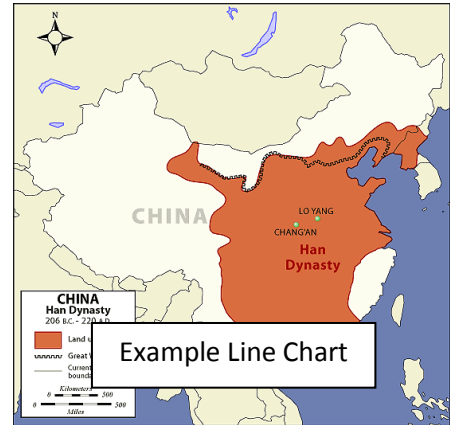 N
LO YANG
CHANG'AN
CHINA
Han
Dynasty
CHINA
Han Dynasty
206 B.C. - 220 A.D.
Land u
Great
Current
bounda
Example Line Chart
Kilometers
0 500
0 500
Miles